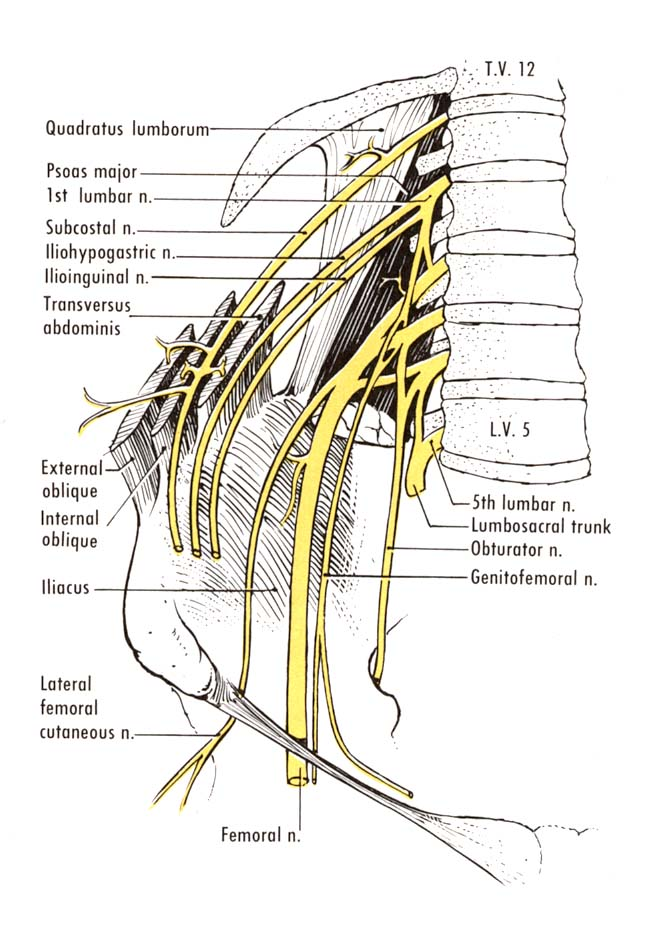 T.V. 12
Quadratus lumborum
Psoas major
1st lumbar n.
Subcostal n.
Iliohypogastric n.
Ilioinguinal n.
Transversus
abdominis
L.V. 5
External
oblique
Internal
oblique
5th lumbar n.
Lumbosacral trunk
Obturator n.
Genitofemoral n.
Iliacus
Lateral
femoral
cutaneous n.
Femoral n.